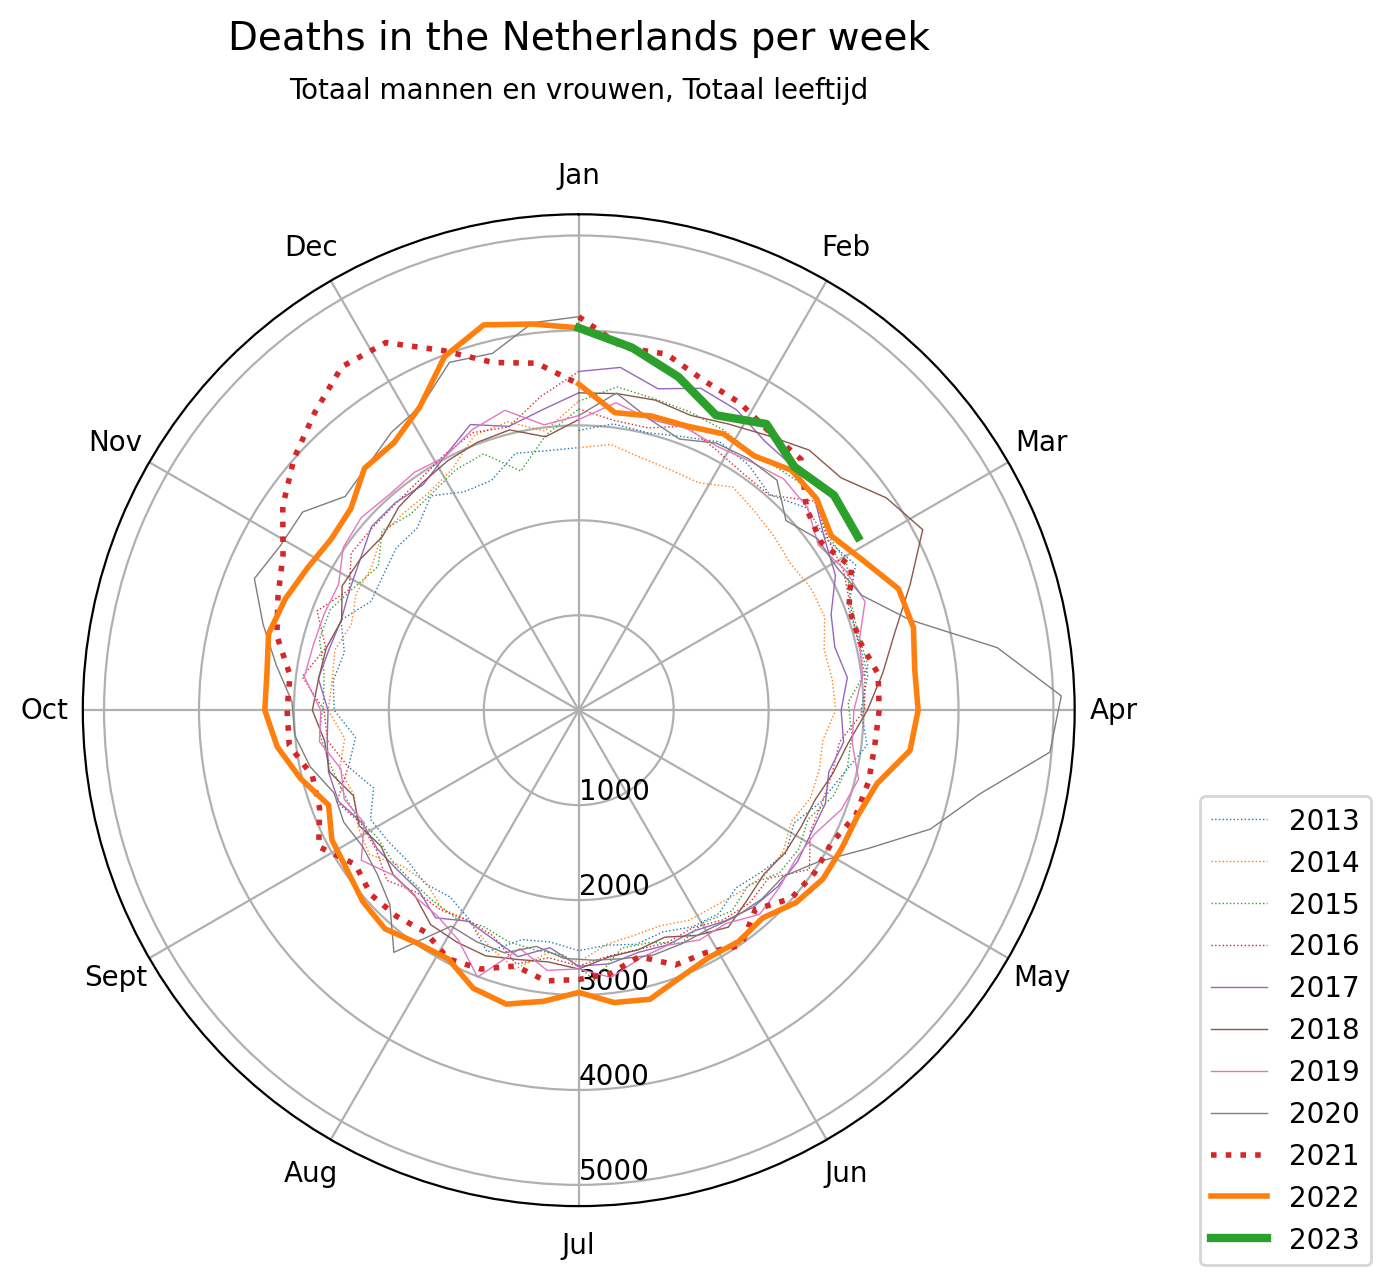 Deaths in the Netherlands per week
Totaal mannen en vrouwen, Totaal leeftijd
Jan
Feb
Mar
Apr
May
Jun
Jul
Aug
Sept
Oct
Nov
Dec
1000
2000
3000
4000
5000
2013
2014
2015
2016
2017
2018
2019
2020
2021
2022
2023